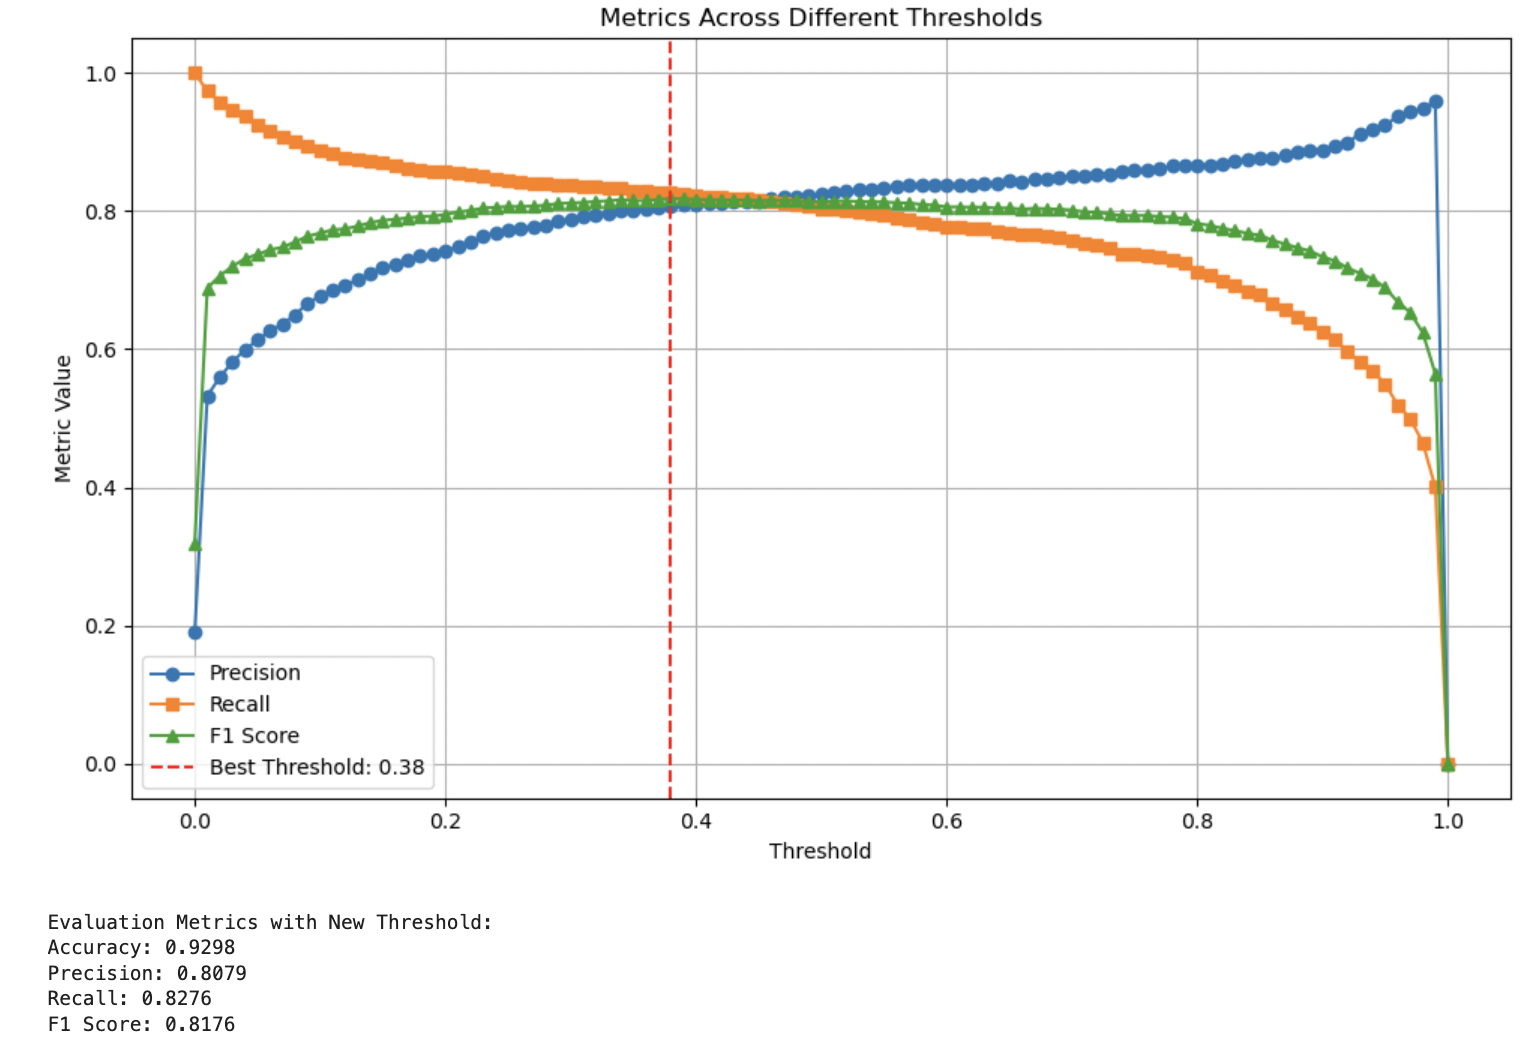 Metrics Across Different Thresholds
1.0
0.8
0.6
0.4
0.2
0.0
Metric Value
Precision
Recall
F1 Score
Best Threshold: 0.38
0.0 0.2 0.4 0.6 0.8 1.0
Threshold
Evaluation Metrics with New Threshold:
Accuracy: 0.9298
Precision: 0.8079
Recall: 0.8276
F1 Score: 0.8176